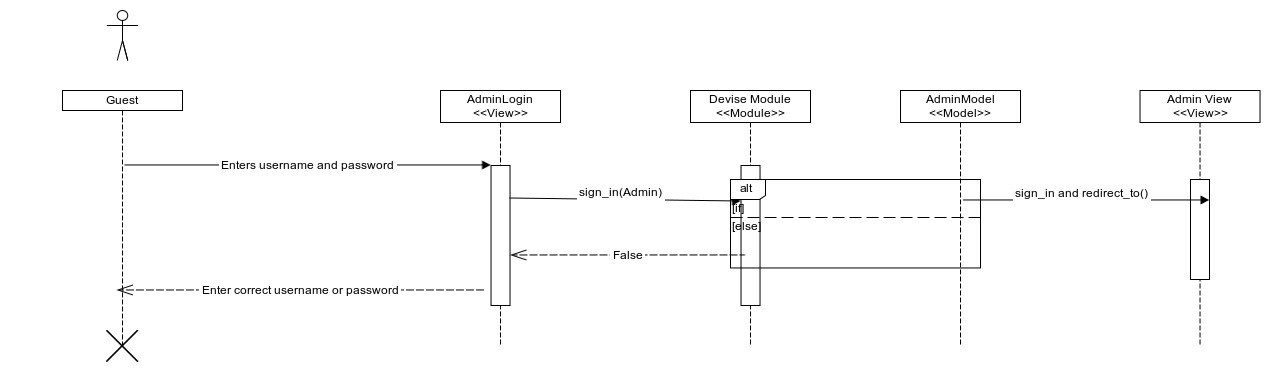 Guest
AdminLogin
<<View>>
Devise Module
<<Module>>
AdminModel
<<Model>>
Admin View
<<View>>
Enters username and password
alt
sign_in(Admin)
sign_in and redirect_to()
[if]
[else]
False
Enter correct username or password